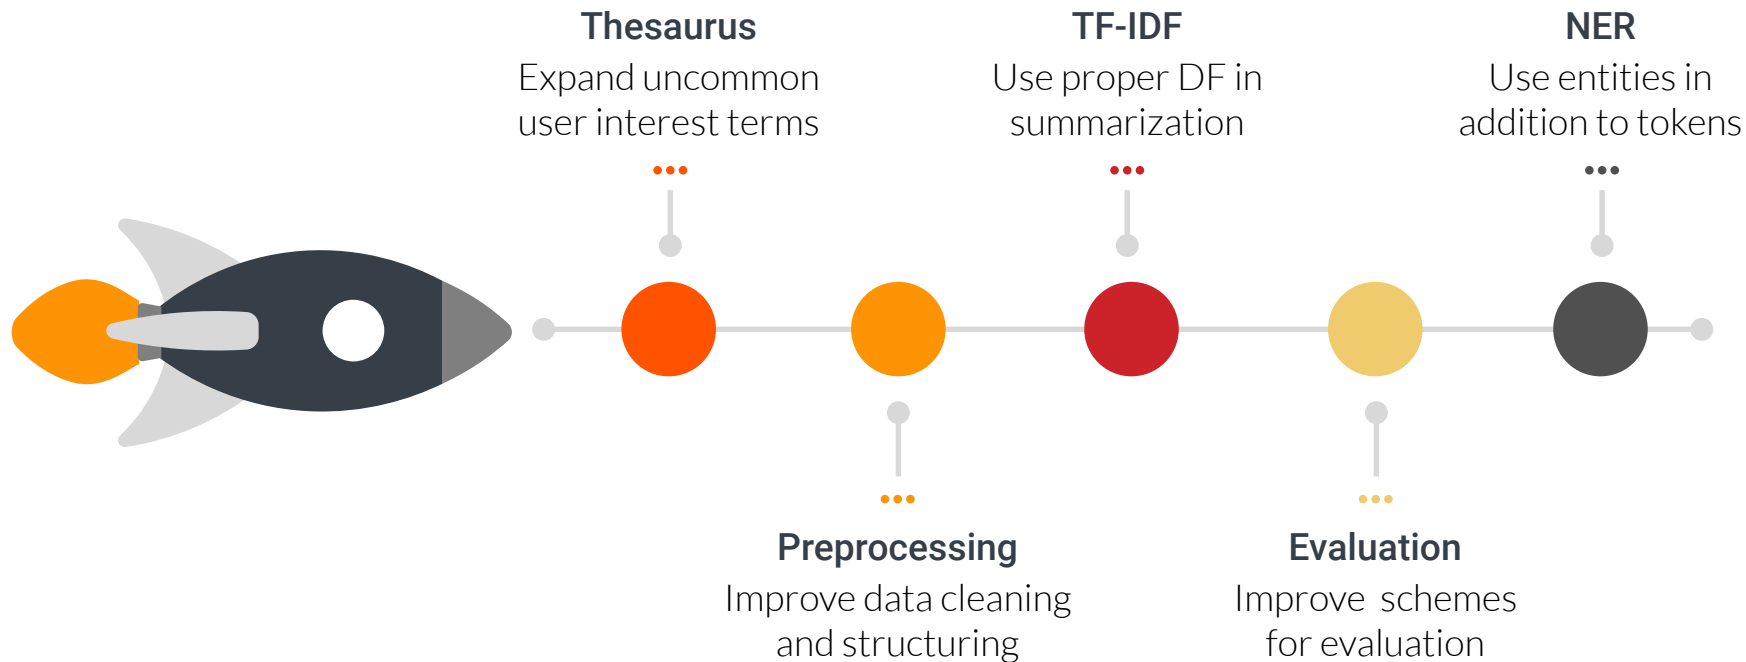 Thesaurus
Expand uncommon
user interest terms
TF-IDF
Use proper DF in
summarization
NER
Use entities in
addition to tokens
Preprocessing
Improve data cleaning
and structuring
Evaluation
Improve  schemes
for evaluation